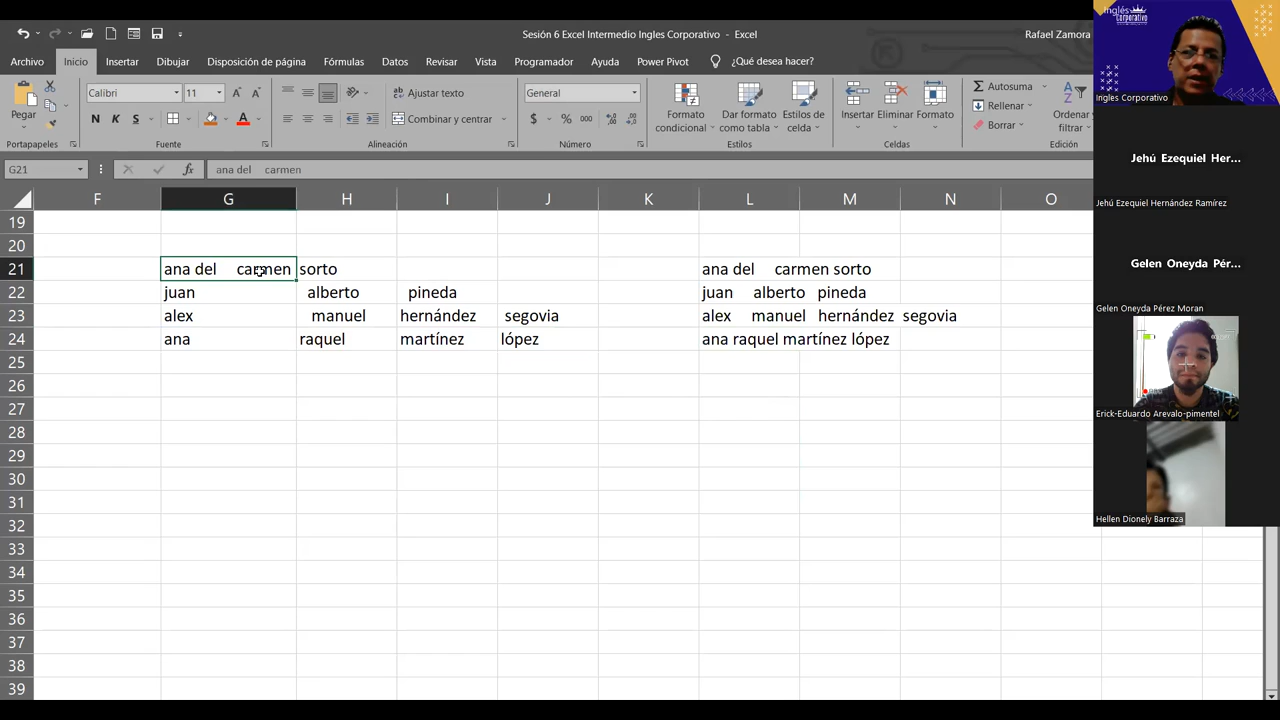 Sesión 6 Excel Intermedio Ingles Corporativo - Excel
Rafael Zamora
Archivo Inicio Insertar Dibujar Disposición de página Fórmulas Datos Revisar Vista Programador Ayuda Power Pivot ¿Qué desea hacer?
Pegar
Calibri 11
N K S
Ajustar texto
Combinar y centrar
General
$ % 000
Formato condicional
Dar formato como tabla
Estilos de celda
Insertar Eliminar Formato
Autosuma
Rellenar
Borrar
Ordenar y filtrar
Portapapeles Fuente Alineación Número Estilos Celdas Edición
G21 fx ana del     carmen
F G H I J K L M N O
19
20
21 ana del     carmen sorto ana del     carmen sorto
22 juan alberto pineda juan     alberto   pineda
23 alex manuel hernández segovia alex     manuel   hernández  segovia
24 ana raquel martínez lópez ana raquel martínez lópez
25
26
27
28
29
30
31
32
33
34
35
36
37
38
39
Inglés Corporativo
Ingles Corporativo
Jehú Ezequiel Her...
Jehú Ezequiel Hernández Ramírez
Gelen Oneyda Pér...
Gelen Oneyda Pérez Moran
Erick-Eduardo Arevalo-pimentel
Hellen Dionely Barraza